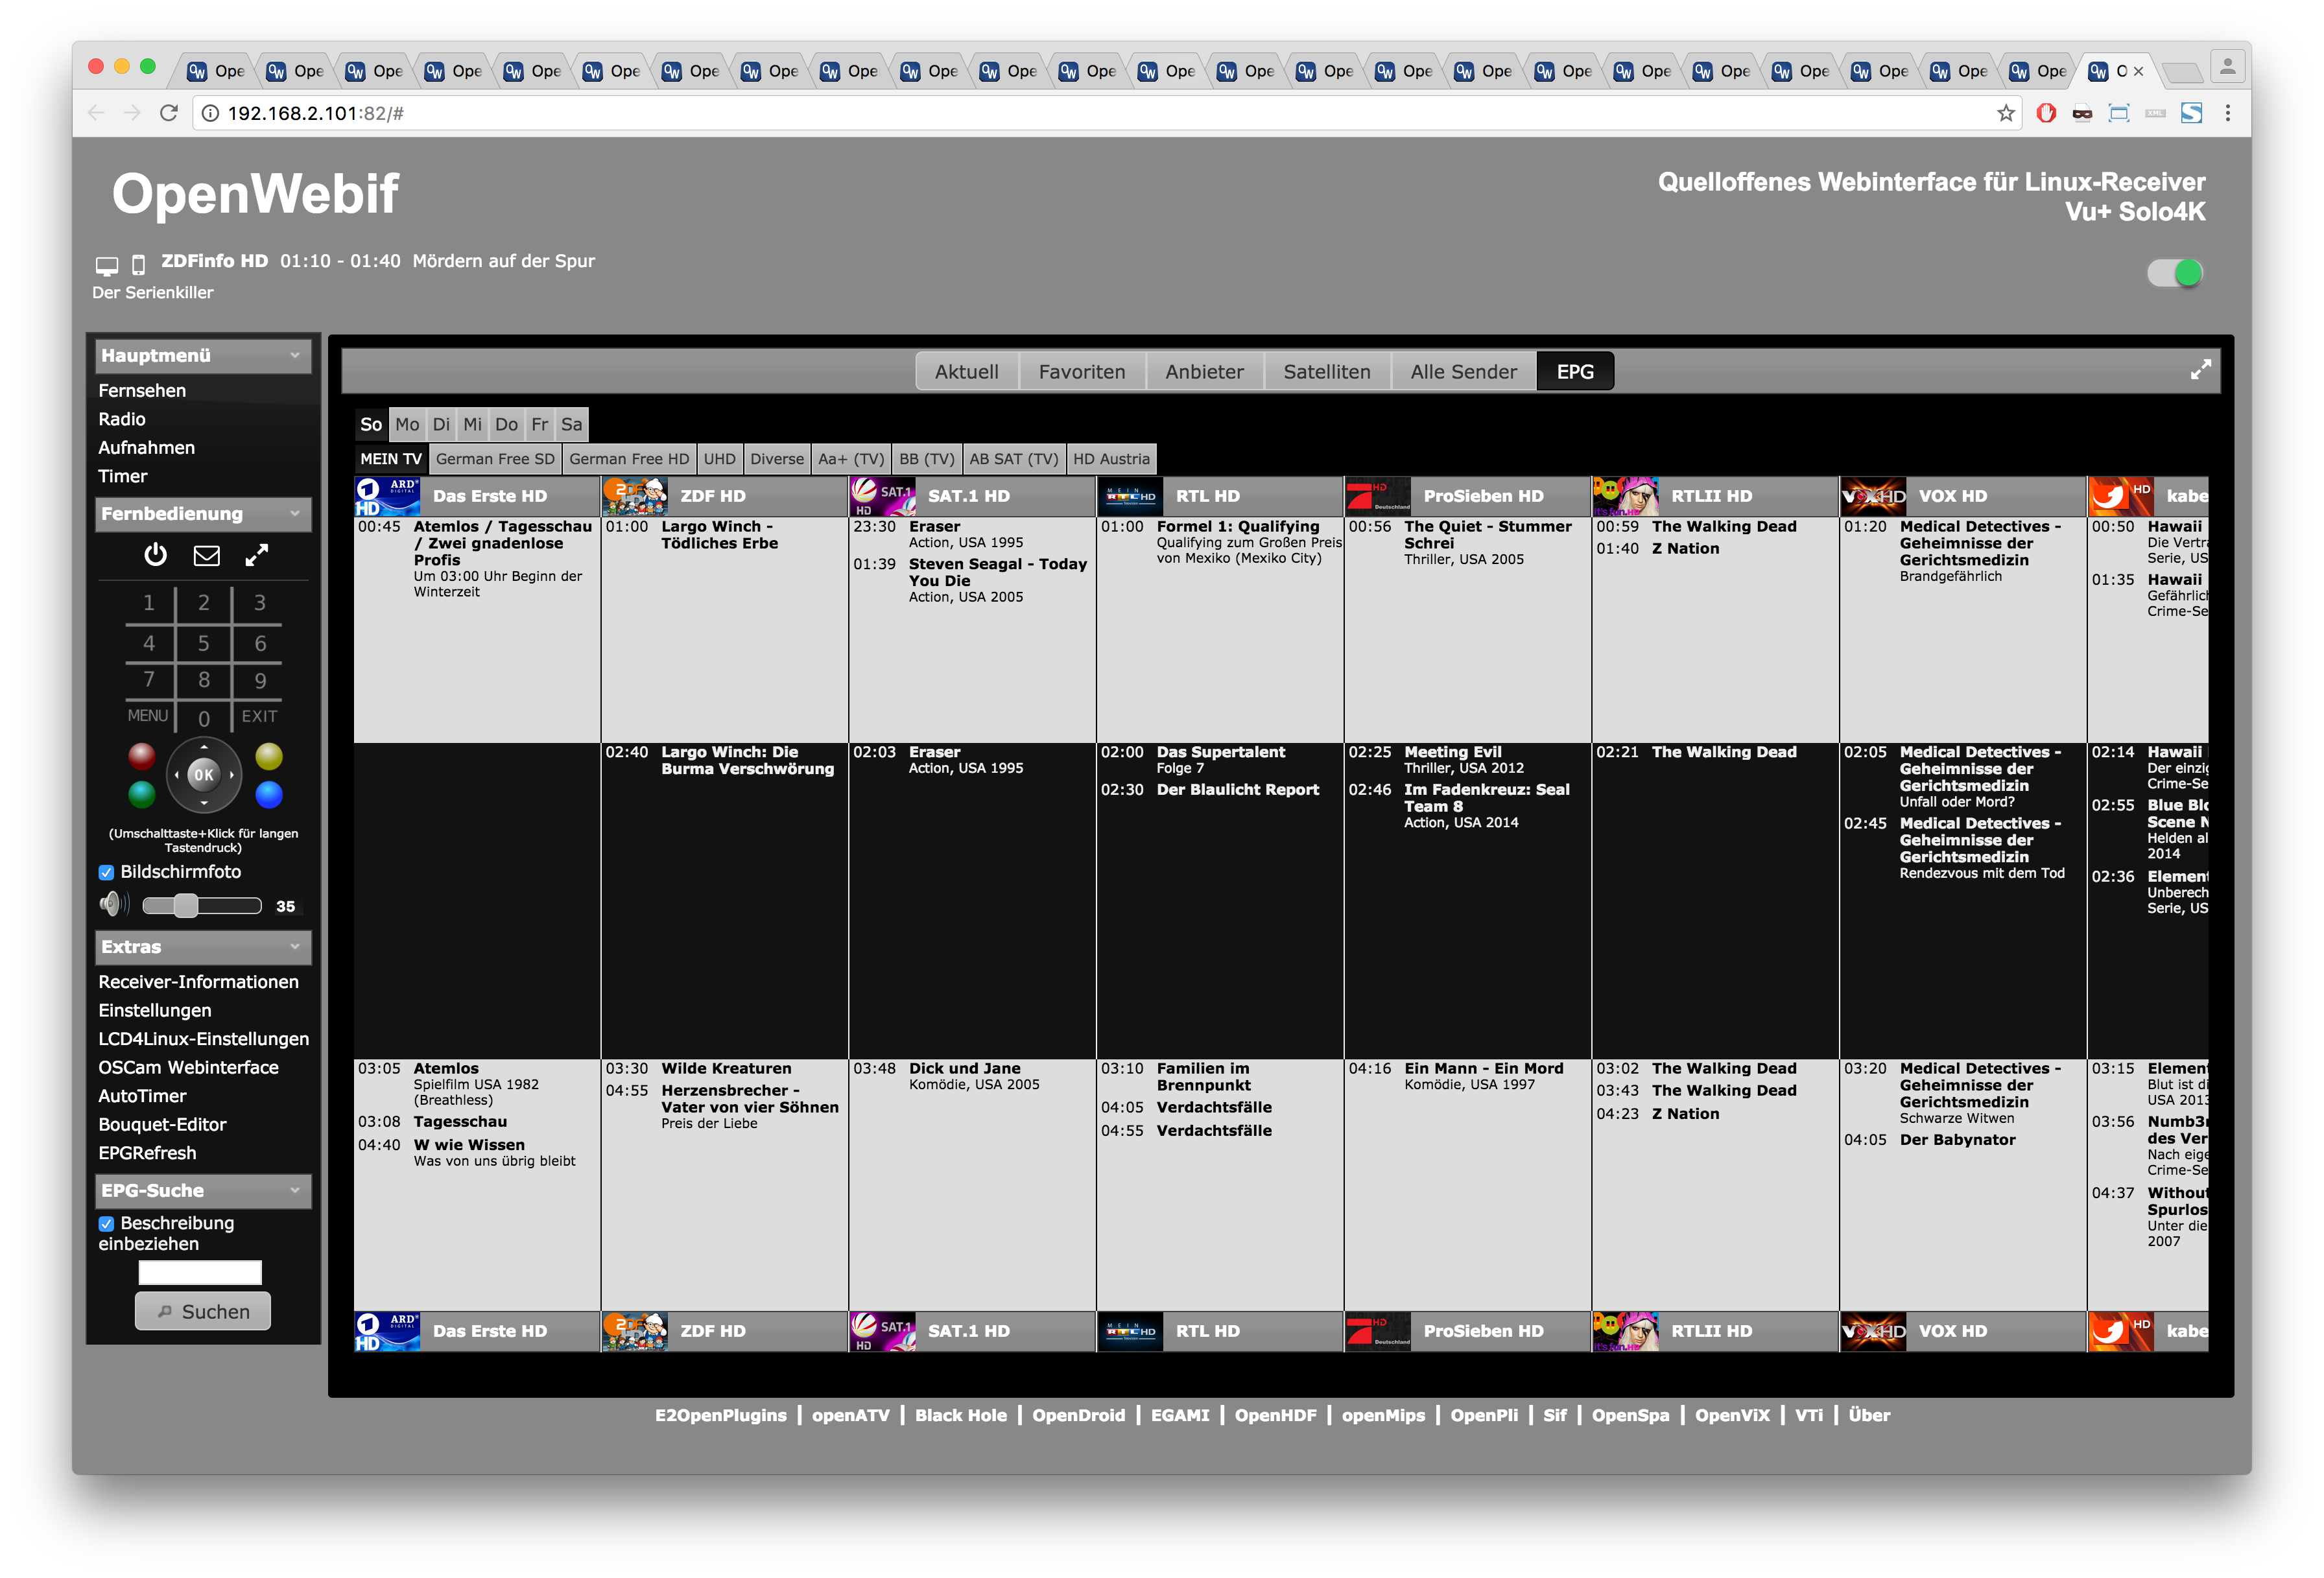 Ope Ope Ope Ope Ope Ope Ope Ope Ope Ope Ope Ope Ope Ope Ope Ope Ope Ope Ope Ope Ope Ope Ope Ope O
192.168.2.101:82/#
OpenWebif
Quelloffenes Webinterface für Linux-Receiver
Vu+ Solo4K
ZDFinfo HD 01:10 - 01:40 Mördern auf der Spur
Der Serienkiller
Hauptmenü
Fernsehen
Radio
Aufnahmen
Timer
Fernbedienung
1 2 3
4 5 6
7 8 9
MENU 0 EXIT
OK
(Umschalttaste+Klick für langen
Tastendruck)
Bildschirmfoto
35
Extras
Receiver-Informationen
Einstellungen
LCD4Linux-Einstellungen
OSCam Webinterface
AutoTimer
Bouquet-Editor
EPGRefresh
EPG-Suche
Beschreibung
einbeziehen
Suchen
Aktuell Favoriten Anbieter Satelliten Alle Sender EPG
So Mo Di Mi Do Fr Sa
MEIN TV German Free SD German Free HD UHD Diverse Aa+ (TV) BB (TV) AB SAT (TV) HD Austria
Das Erste HD ZDF HD SAT.1 HD RTL HD ProSieben HD RTLII HD VOX HD kabe
00:45 Atemlos / Tagesschau
/ Zwei gnadenlose
Profis
Um 03:00 Uhr Beginn der
Winterzeit
01:00 Largo Winch -
Tödliches Erbe
23:30 Eraser
Action, USA 1995
01:39 Steven Seagal - Today
You Die
Action, USA 2005
01:00 Formel 1: Qualifying
Qualifying zum Großen Preis
von Mexiko (Mexiko City)
00:56 The Quiet - Stummer
Schrei
Thriller, USA 2005
00:59 The Walking Dead
01:40 Z Nation
01:20 Medical Detectives -
Geheimnisse der
Gerichtsmedizin
Brandgefährlich
00:50 Hawaii
Die Vertra
Serie, US
01:35 Hawaii
Gefährlich
Crime-Se
02:40 Largo Winch: Die
Burma Verschwörung
02:03 Eraser
Action, USA 1995
02:00 Das Supertalent
Folge 7
02:30 Der Blaulicht Report
02:25 Meeting Evil
Thriller, USA 2012
02:46 Im Fadenkreuz: Seal
Team 8
Action, USA 2014
02:21 The Walking Dead
02:05 Medical Detectives -
Geheimnisse der
Gerichtsmedizin
Unfall oder Mord?
02:45 Medical Detectives -
Geheimnisse der
Gerichtsmedizin
Rendezvous mit dem Tod
02:14 Hawaii
Der einzig
Crime-Se
02:55 Blue Blo
Scene N
Helden al
2014
02:36 Element
Unberech
Serie, US
03:05 Atemlos
Spielfilm USA 1982
(Breathless)
03:08 Tagesschau
04:40 W wie Wissen
Was von uns übrig bleibt
03:30 Wilde Kreaturen
04:55 Herzensbrecher -
Vater von vier Söhnen
Preis der Liebe
03:48 Dick und Jane
Komödie, USA 2005
03:10 Familien im
Brennpunkt
04:05 Verdachtsfälle
04:55 Verdachtsfälle
04:16 Ein Mann - Ein Mord
Komödie, USA 1997
03:02 The Walking Dead
03:43 The Walking Dead
04:23 Z Nation
03:20 Medical Detectives -
Geheimnisse der
Gerichtsmedizin
Schwarze Witwen
04:05 Der Babynator
03:15 Element
Blut ist di
USA 2013
03:56 Numb3r
des Ver
Nach eige
Crime-Se
04:37 Without
Spurlos
Unter die
2007
Das Erste HD ZDF HD SAT.1 HD RTL HD ProSieben HD RTLII HD VOX HD kabe
E2OpenPlugins | openATV | Black Hole | OpenDroid | EGAMI | OpenHDF | openMips | OpenPli | Sif | OpenSpa | OpenViX | VTi | Über